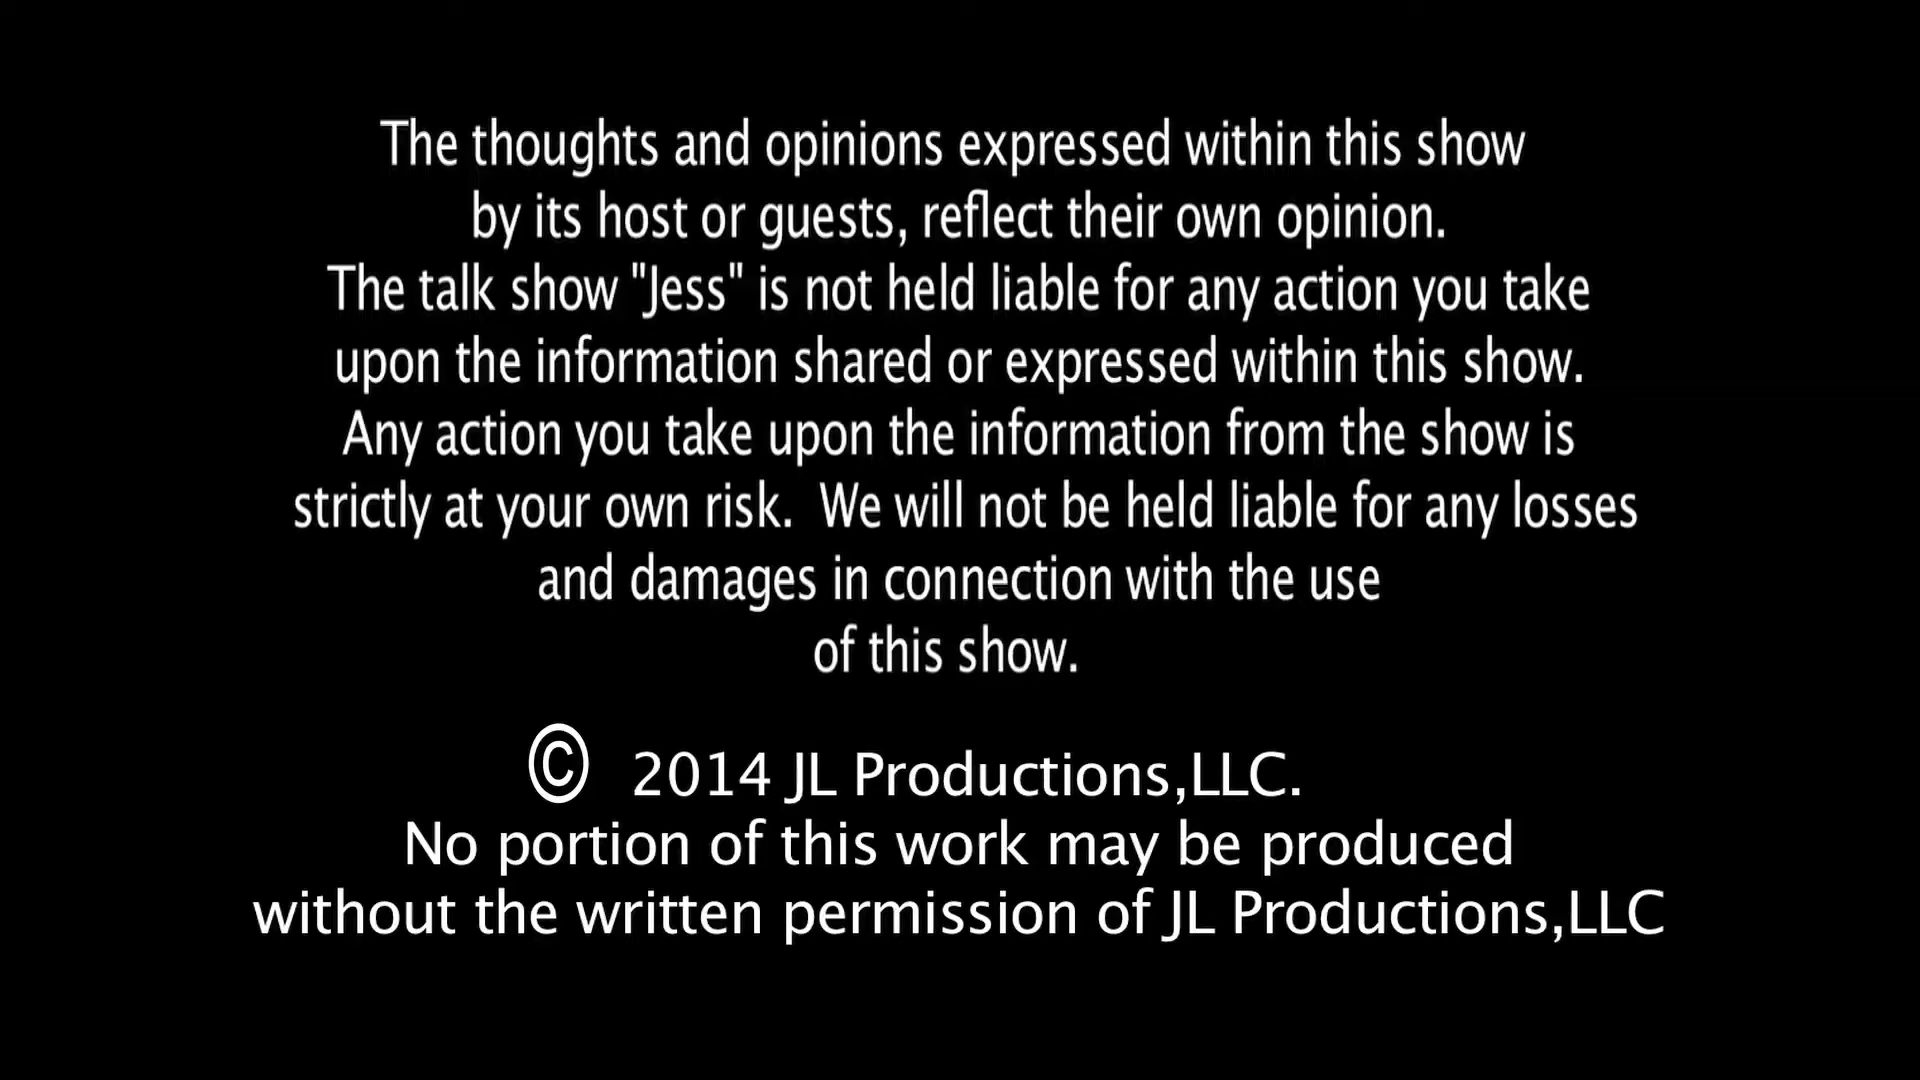 The thoughts and opinions expressed within this show
by its host or guests, reflect their own opinion.
The talk show "Jess" is not held liable for any action you take
upon the information shared or expressed within this show.
Any action you take upon the information from the show is
strictly at your own risk.  We will not be held liable for any losses
and damages in connection with the use
of this show.
© 2014 JL Productions,LLC.
No portion of this work may be produced
without the written permission of JL Productions,LLC